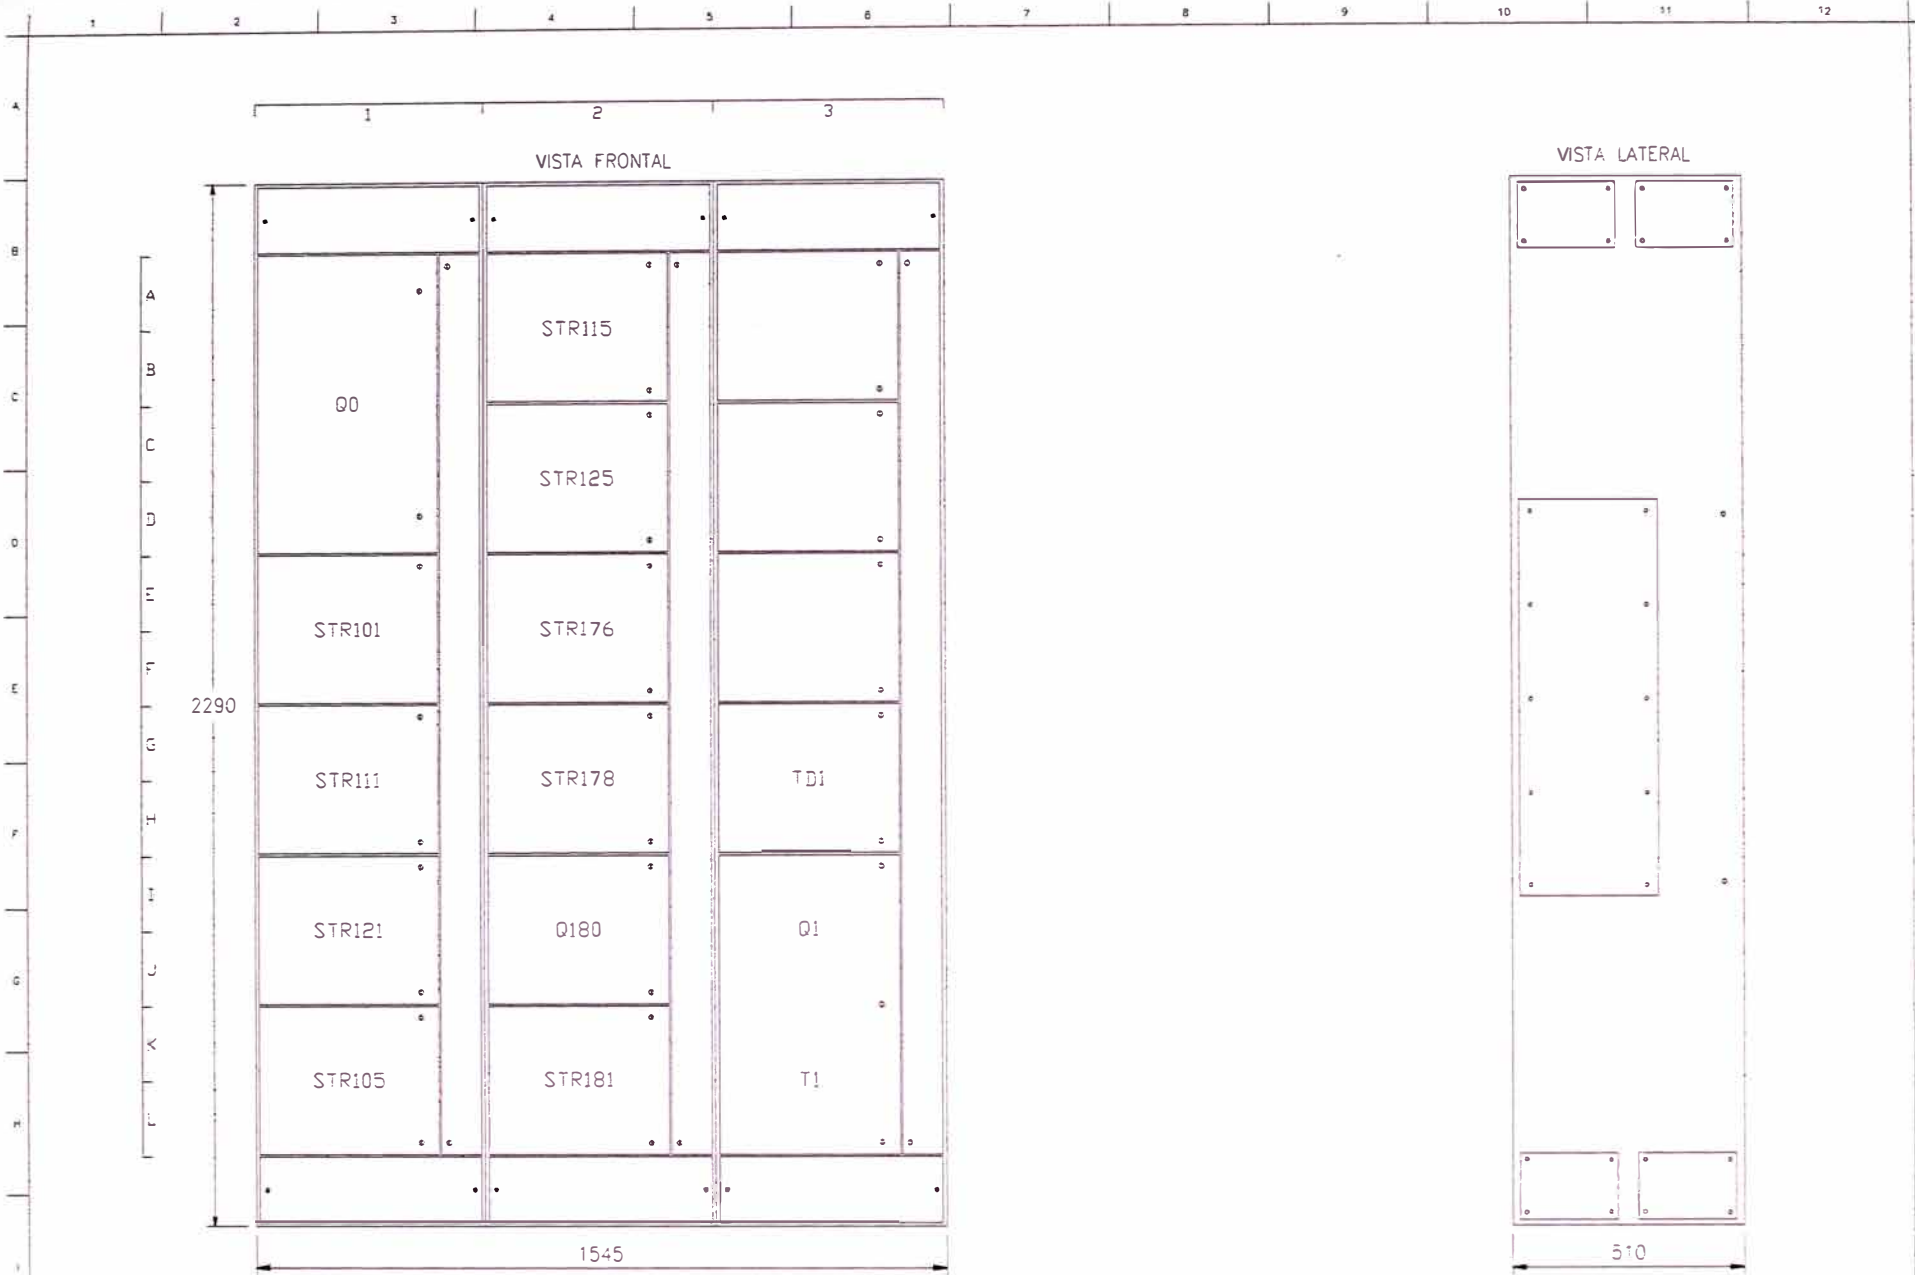 1 2 3 4 5 6 7 8 9 10 11 12
A
B
C
D
E
F
G
H
1 2 3
VISTA FRONTAL
VISTA LATERAL
A
B
C
D
E
F
G
H
I
J
K
L
Q0
STR101
STR111
STR121
STR105
STR115
STR125
STR176
STR178
Q180
STR181
TD1
Q1
T1
2290
1545
510